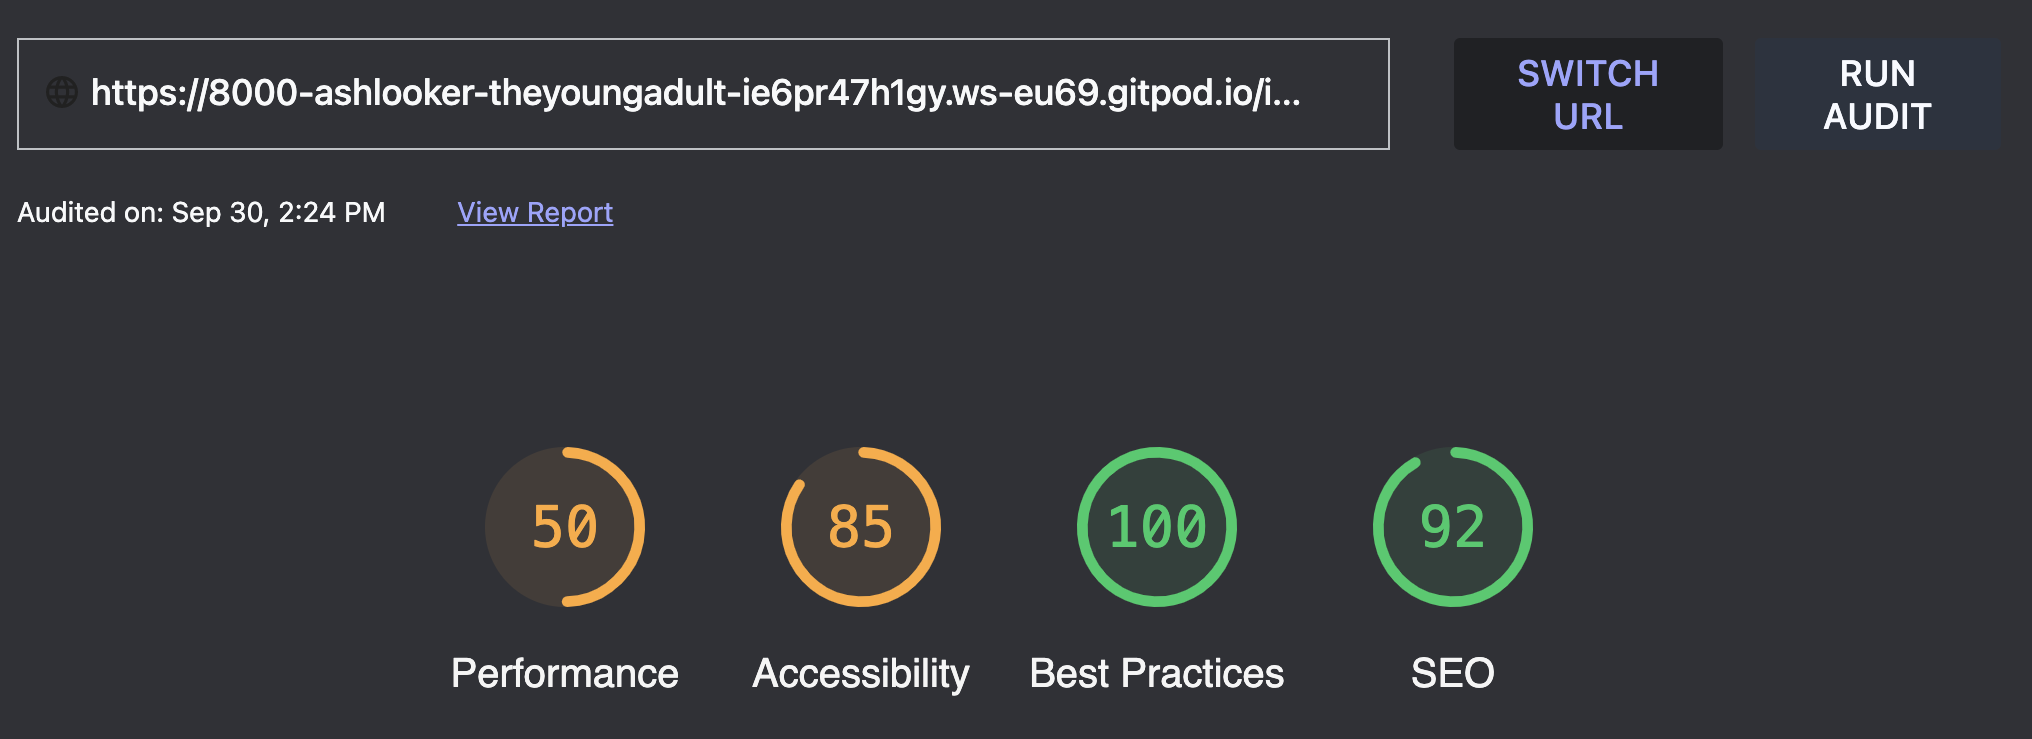 https://8000-ashlooker-theyoungadult-ie6pr47h1gy.ws-eu69.gitpod.io/i...
SWITCH
URL
RUN
AUDIT
Audited on: Sep 30, 2:24 PM
View Report
50
85
100
92
Performance
Accessibility
Best Practices
SEO